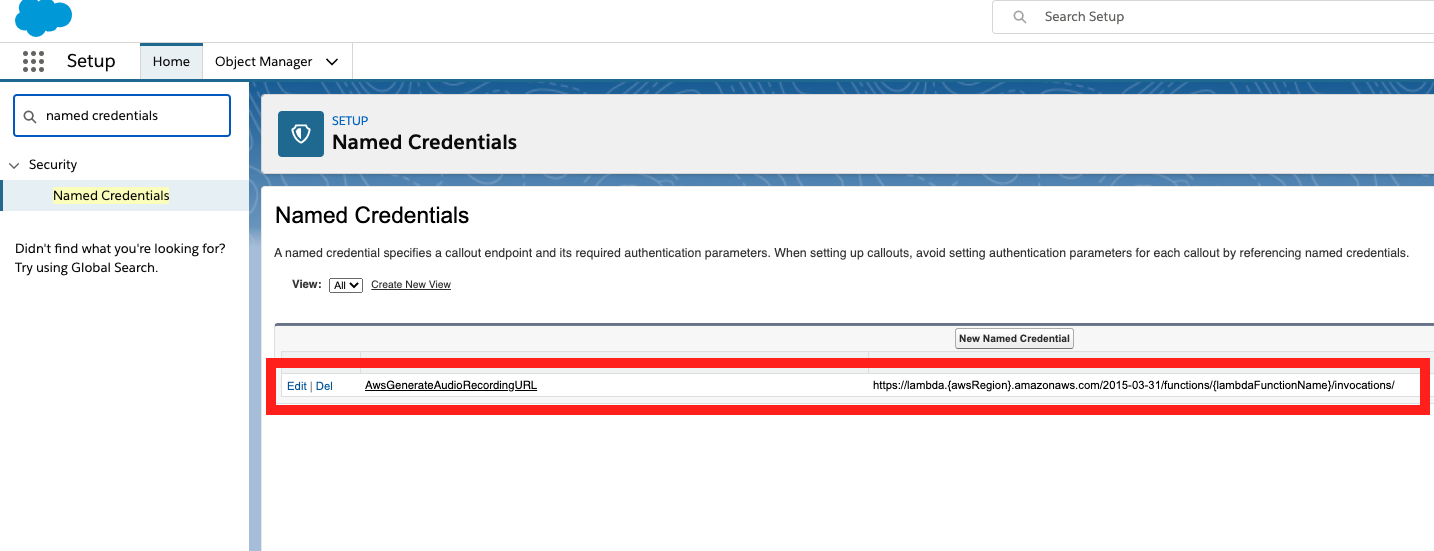 Search Setup
Setup
Home
Object Manager
named credentials
Security
Named Credentials
Didn't find what you're looking for?
Try using Global Search.
SETUP
Named Credentials
Named Credentials
A named credential specifies a callout endpoint and its required authentication parameters. When setting up callouts, avoid setting authentication parameters for each callout by referencing named credentials.
View: All Create New View
New Named Credential
Edit | Del AwsGenerateAudioRecordingURL https://lambda.{awsRegion}.amazonaws.com/2015-03-31/functions/{lambdaFunctionName}/invocations/